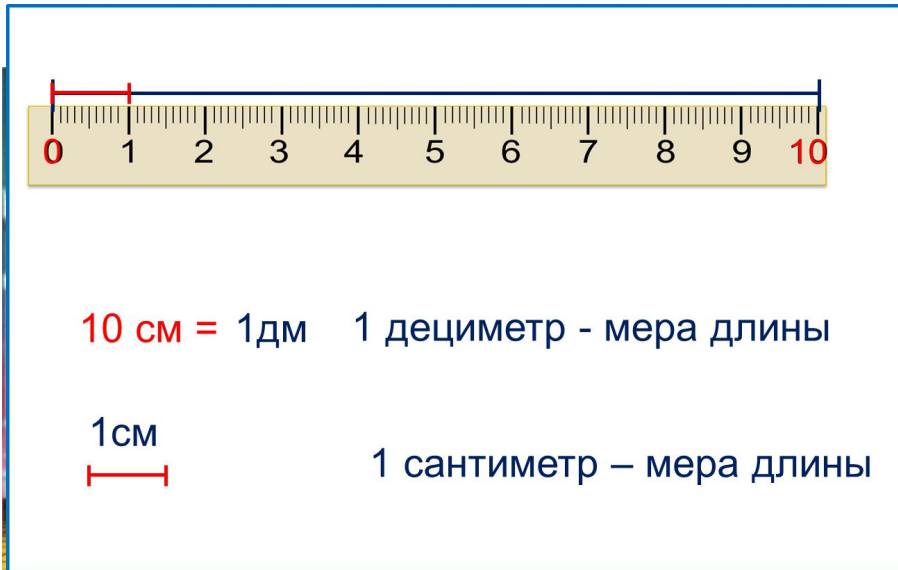 0 1 2 3 4 5 6 7 8 9 10
10 см = 1дм 1 дециметр - мера длины
1см
1 сантиметр – мера длины